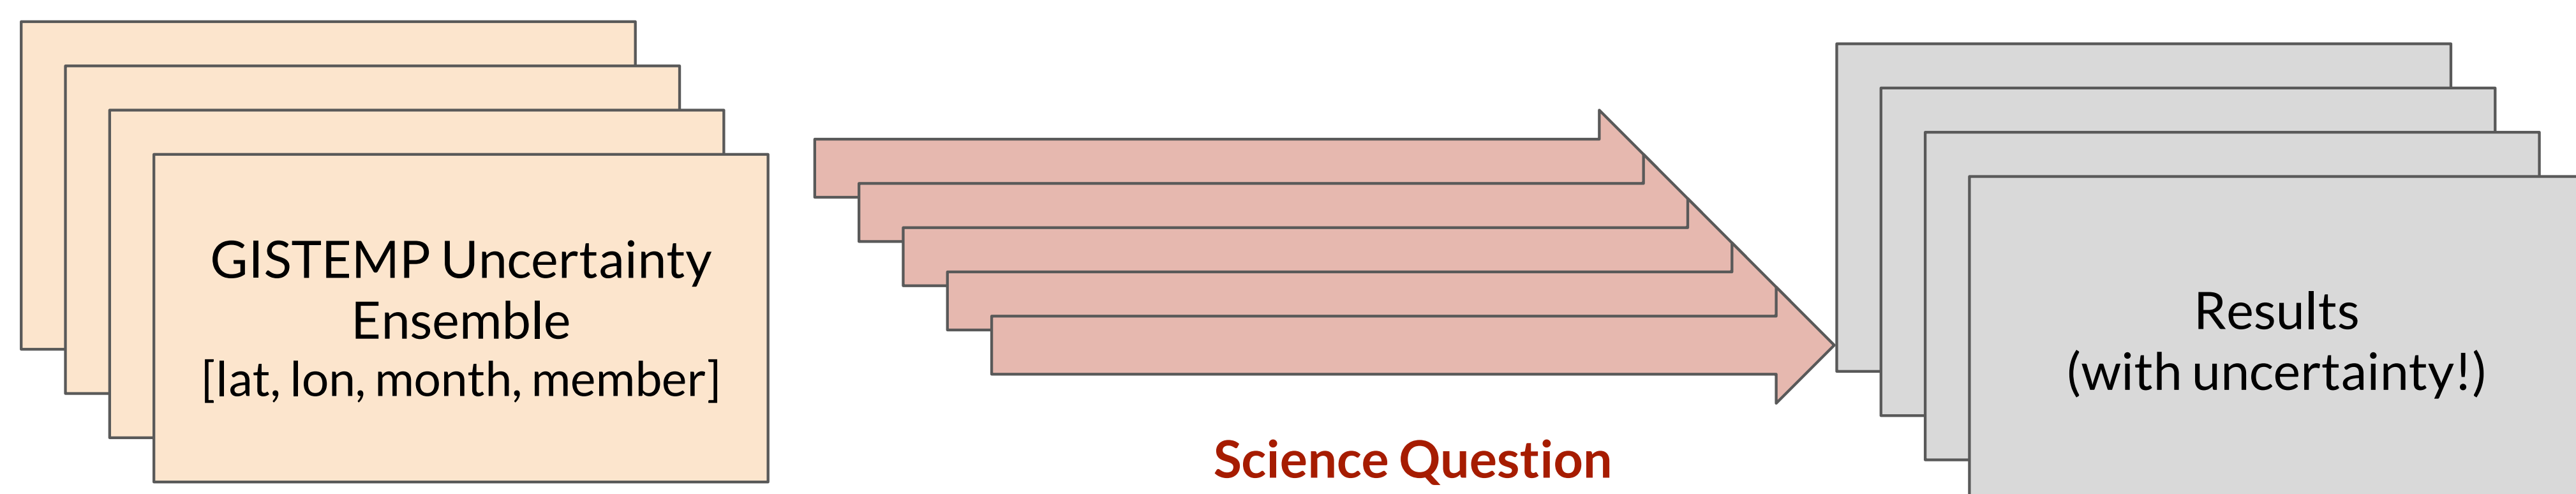 GISTEMP Uncertainty
Ensemble
[lat, lon, month, member]
Science Question
Results
(with uncertainty!)